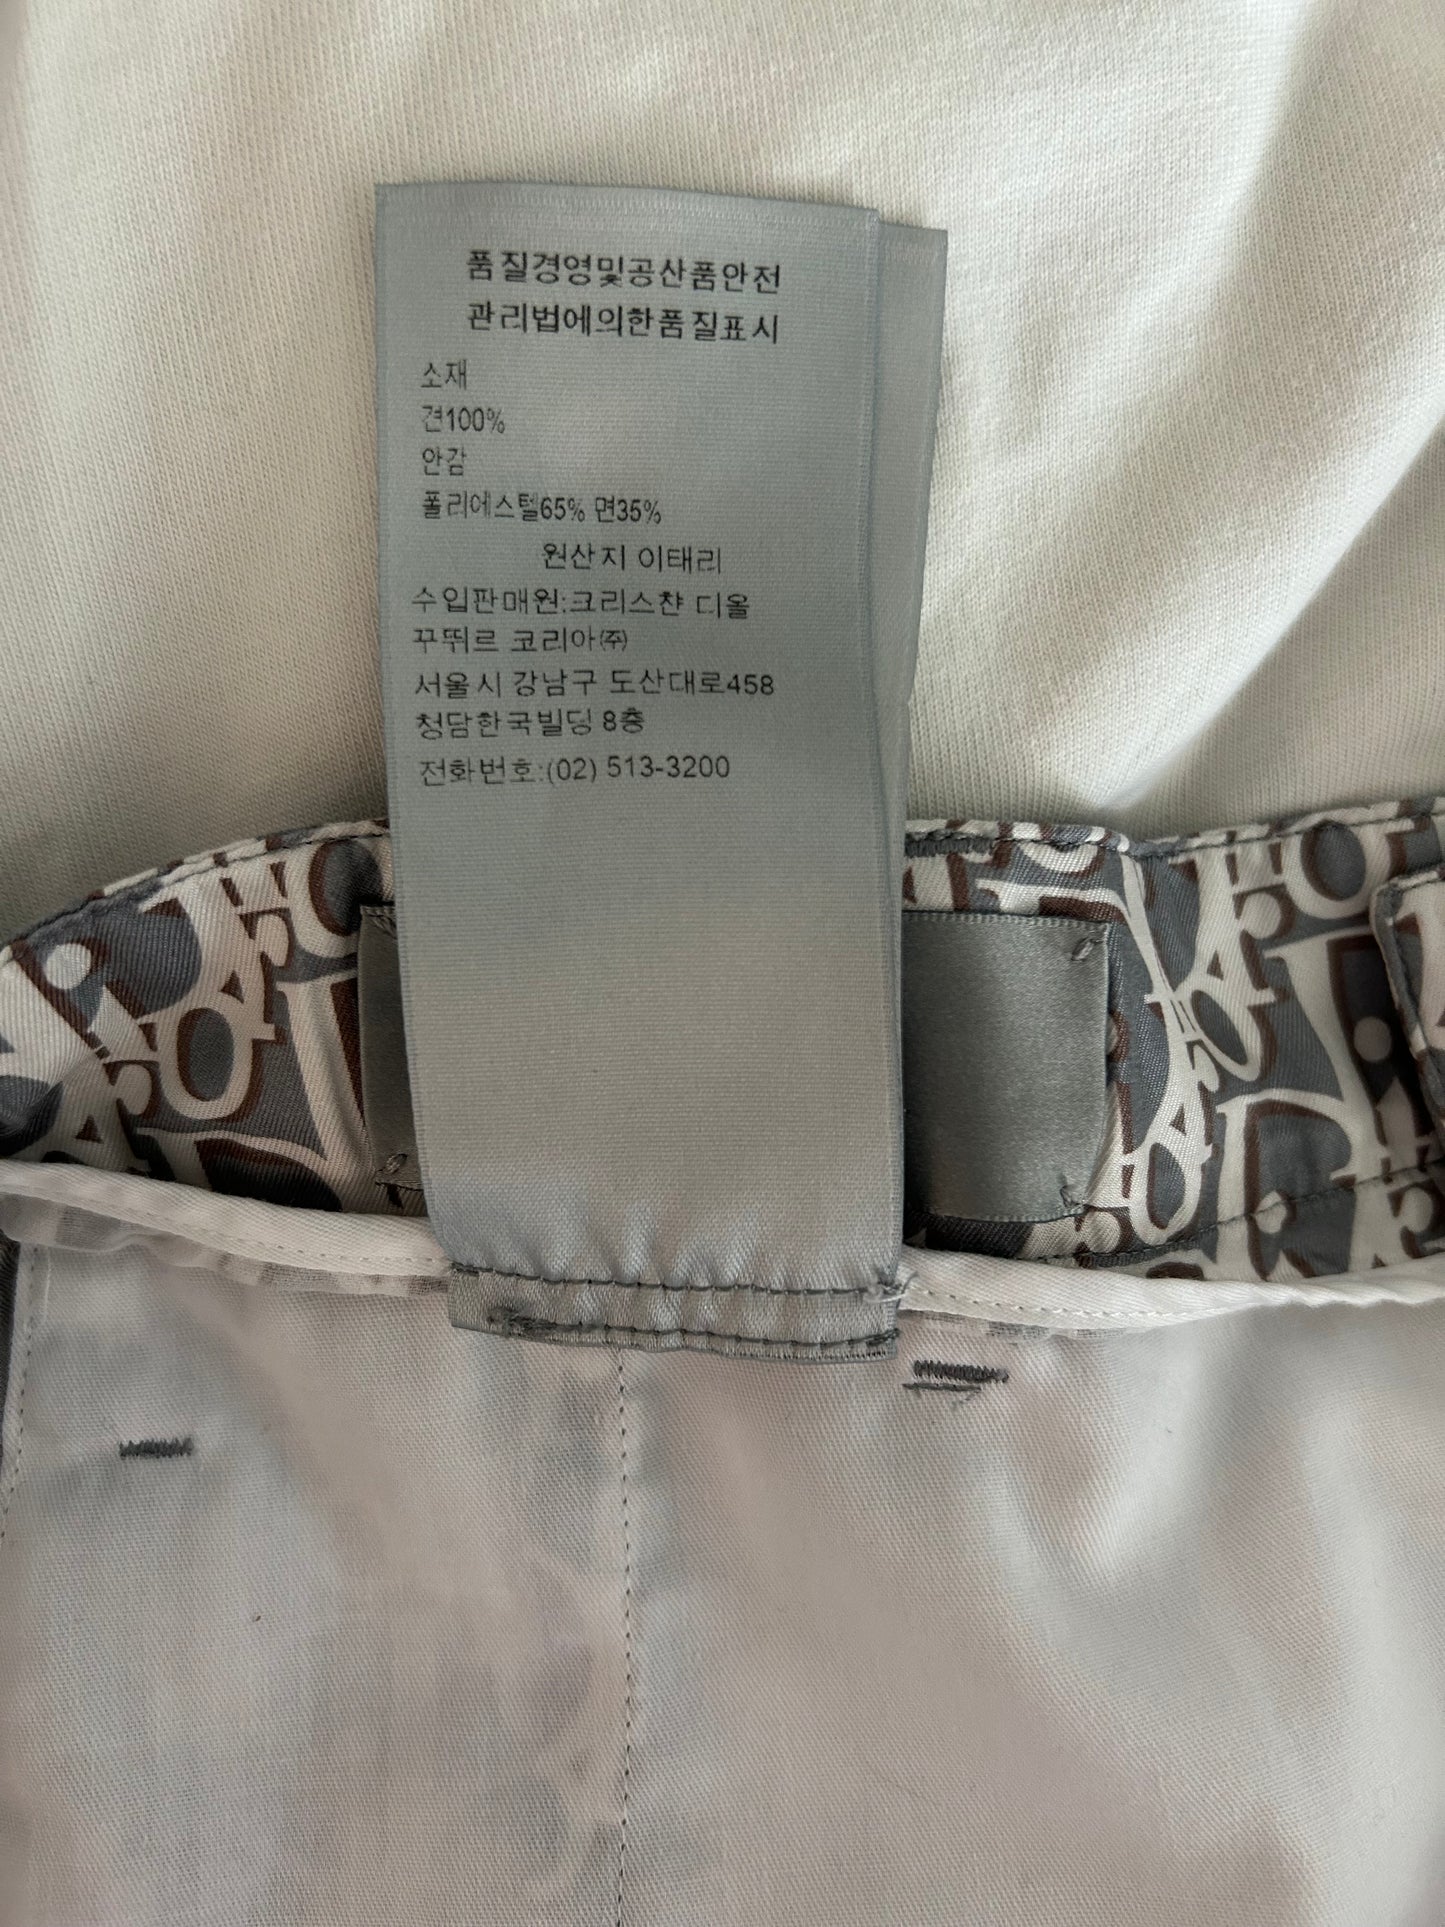 품질경영및공산품안전
관리법에의한품질표시
소재
견100%
안감
폴리에스텔65% 면35%
원산지 이태리
수입판매원:크리스챤 디올
꾸뛰르 코리아㈜
서울시 강남구 도산대로458
청담한국빌딩 8층
전화번호:(02) 513-3200